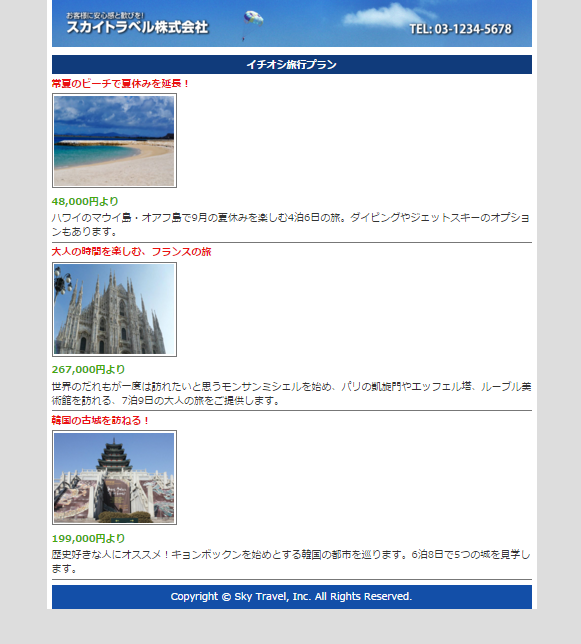 お客様に安心感と歓びを!
スカイトラベル株式会社
TEL: 03-1234-5678
イチオシ旅行プラン
常夏のビーチで夏休みを延長！
48,000円より
ハワイのマウイ島・オアフ島で9月の夏休みを楽しむ4泊6日の旅。ダイビングやジェットスキーのオプショ
ンもあります。
大人の時間を楽しむ、フランスの旅
267,000円より
世界のだれもが一度は訪れたいと思うモンサンミシェルを始め、パリの凱旋門やエッフェル塔、ルーブル美
術館を訪れる、7泊9日の大人の旅をご提供します。
韓国の古城を訪ねる！
199,000円より
歴史好きな人にオススメ！キョンボックンを始めとする韓国の都市を巡ります。6泊8日で5つの城を見学し
ます。
Copyright © Sky Travel, Inc. All Rights Reserved.